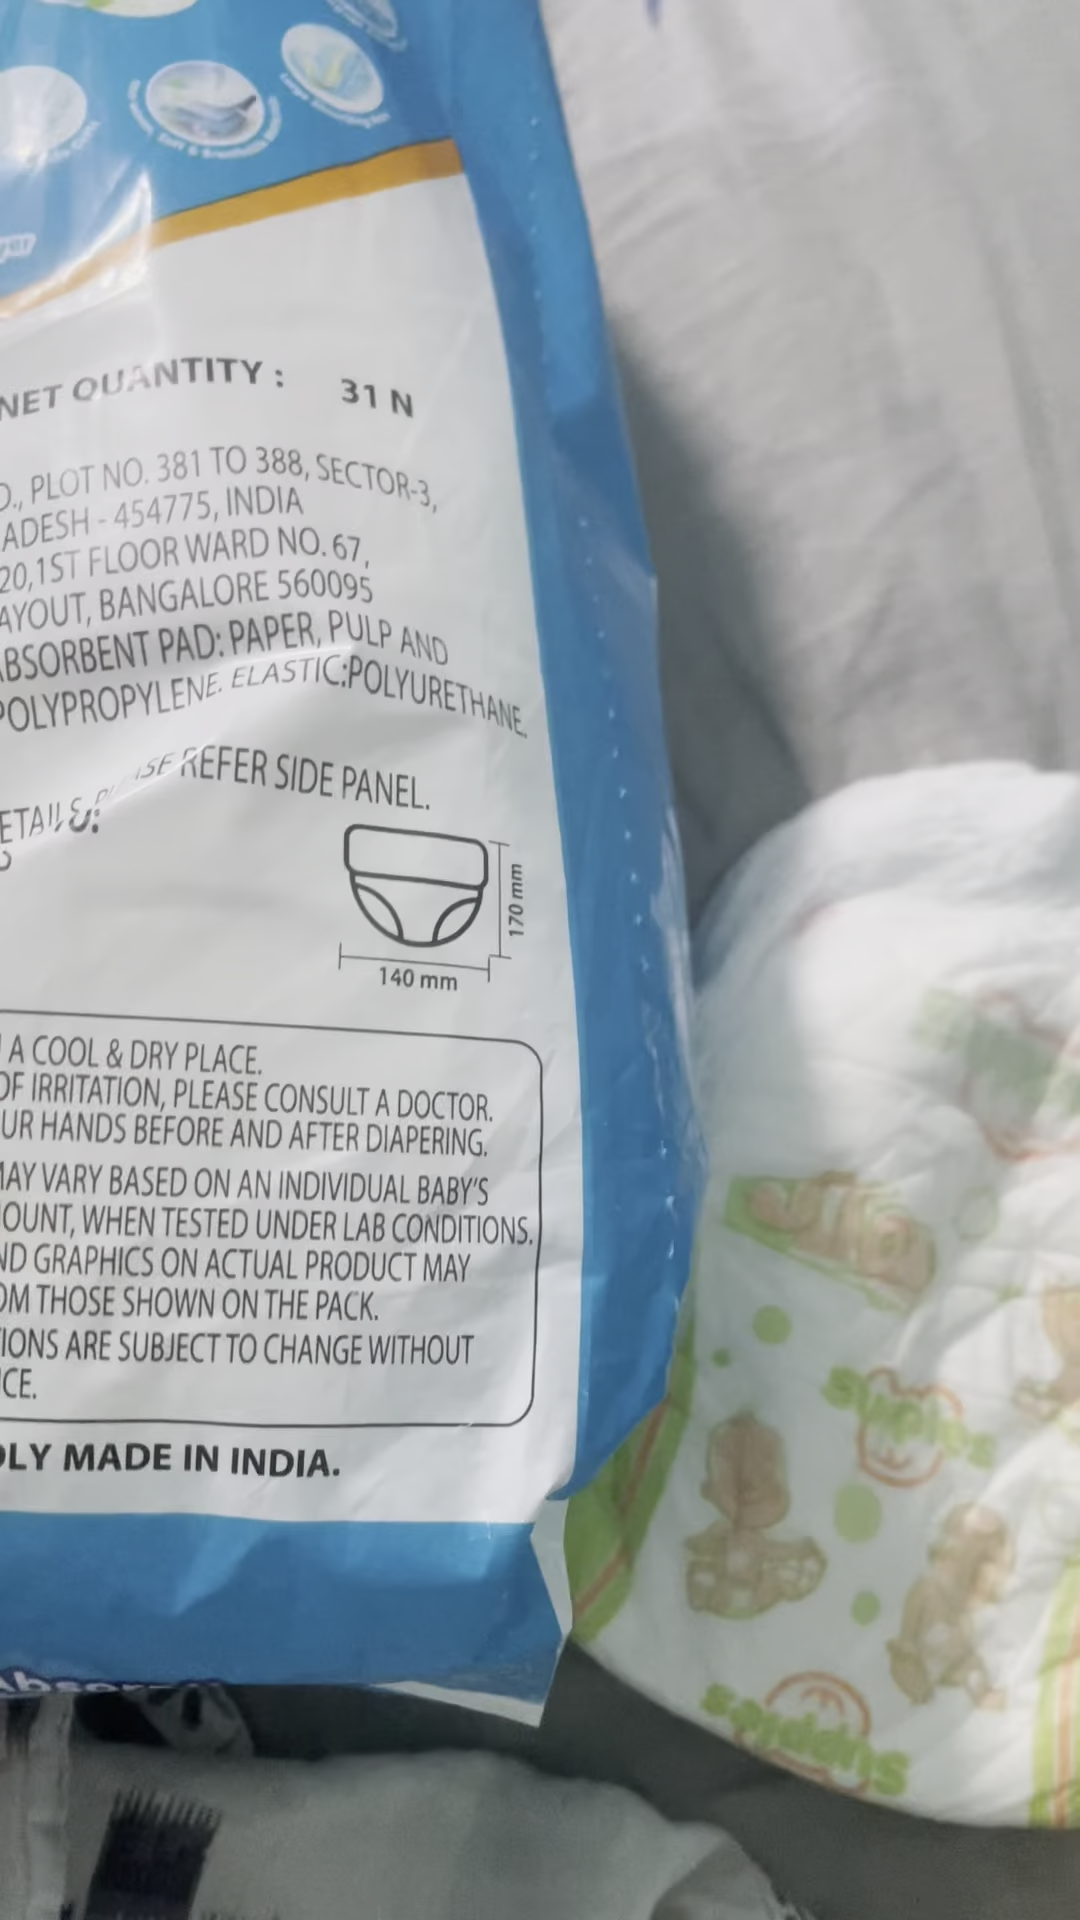 NET QUANTITY : 31 N
PLOT NO. 381 TO 388, SECTOR-3,
ADESH - 454775, INDIA
20,1ST FLOOR WARD NO. 67,
AYOUT, BANGALORE 560095
ABSORBENT PAD: PAPER, PULP AND
POLYPROPYLENE. ELASTIC:POLYURETHANE.
REFER SIDE PANEL.
170 mm
140 mm
A COOL & DRY PLACE.
OF IRRITATION, PLEASE CONSULT A DOCTOR.
UR HANDS BEFORE AND AFTER DIAPERING.
MAY VARY BASED ON AN INDIVIDUAL BABY'S
OUNT, WHEN TESTED UNDER LAB CONDITIONS.
ND GRAPHICS ON ACTUAL PRODUCT MAY
OM THOSE SHOWN ON THE PACK.
IONS ARE SUBJECT TO CHANGE WITHOUT
ICE.
DLY MADE IN INDIA.